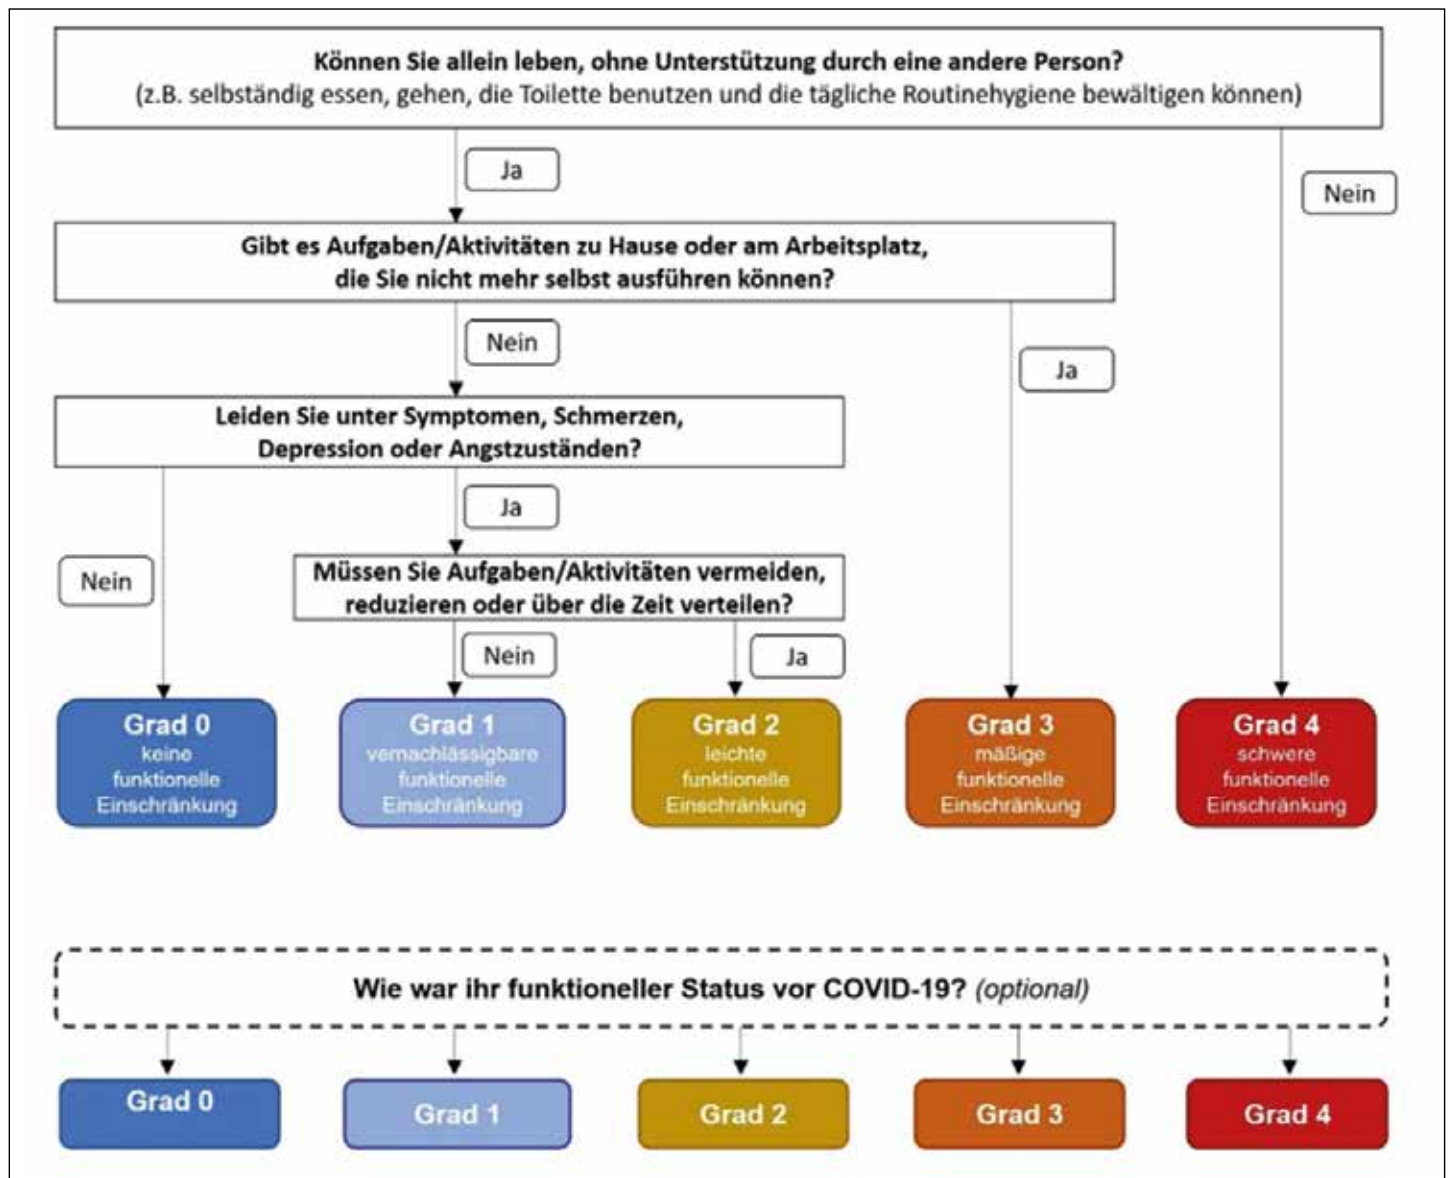 Können Sie allein leben, ohne Unterstützung durch eine andere Person?
(z.B. selbständig essen, gehen, die Toilette benutzen und die tägliche Routinehygiene bewältigen können)
Ja
Nein
Gibt es Aufgaben/Aktivitäten zu Hause oder am Arbeitsplatz,
die Sie nicht mehr selbst ausführen können?
Nein
Ja
Leiden Sie unter Symptomen, Schmerzen,
Depression oder Angstzuständen?
Ja
Nein
Müssen Sie Aufgaben/Aktivitäten vermeiden,
reduzieren oder über die Zeit verteilen?
Nein
Ja
Grad 0
keine
funktionelle
Einschränkung
Grad 1
vernachlässigbare
funktionelle
Einschränkung
Grad 2
leichte
funktionelle
Einschränkung
Grad 3
mäßige
funktionelle
Einschränkung
Grad 4
schwere
funktionelle
Einschränkung
Wie war ihr funktioneller Status vor COVID-19? (optional)
Grad 0
Grad 1
Grad 2
Grad 3
Grad 4